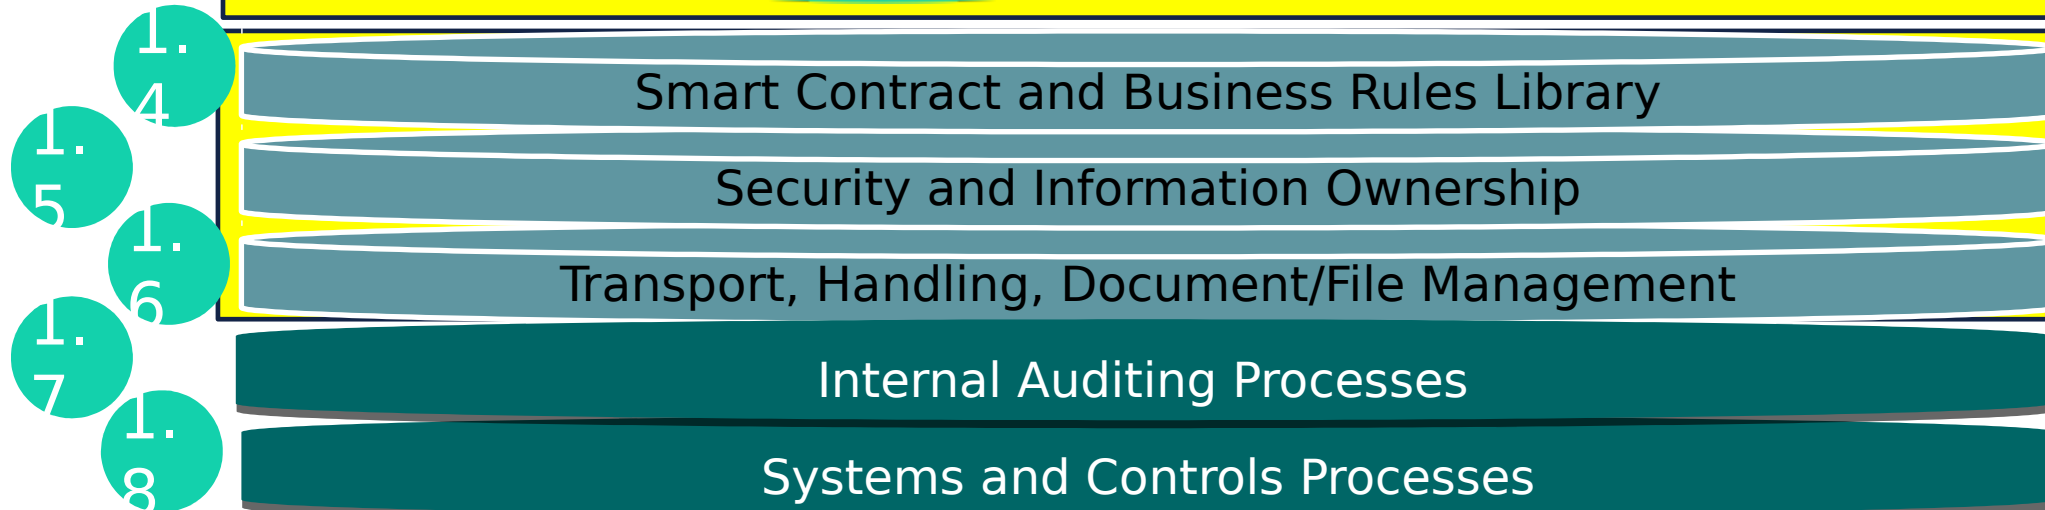 1.4
Smart Contract and Business Rules Library
1.5
Security and Information Ownership
1.6
Transport, Handling, Document/File Management
1.7
Internal Auditing Processes
1.8
Systems and Controls Processes